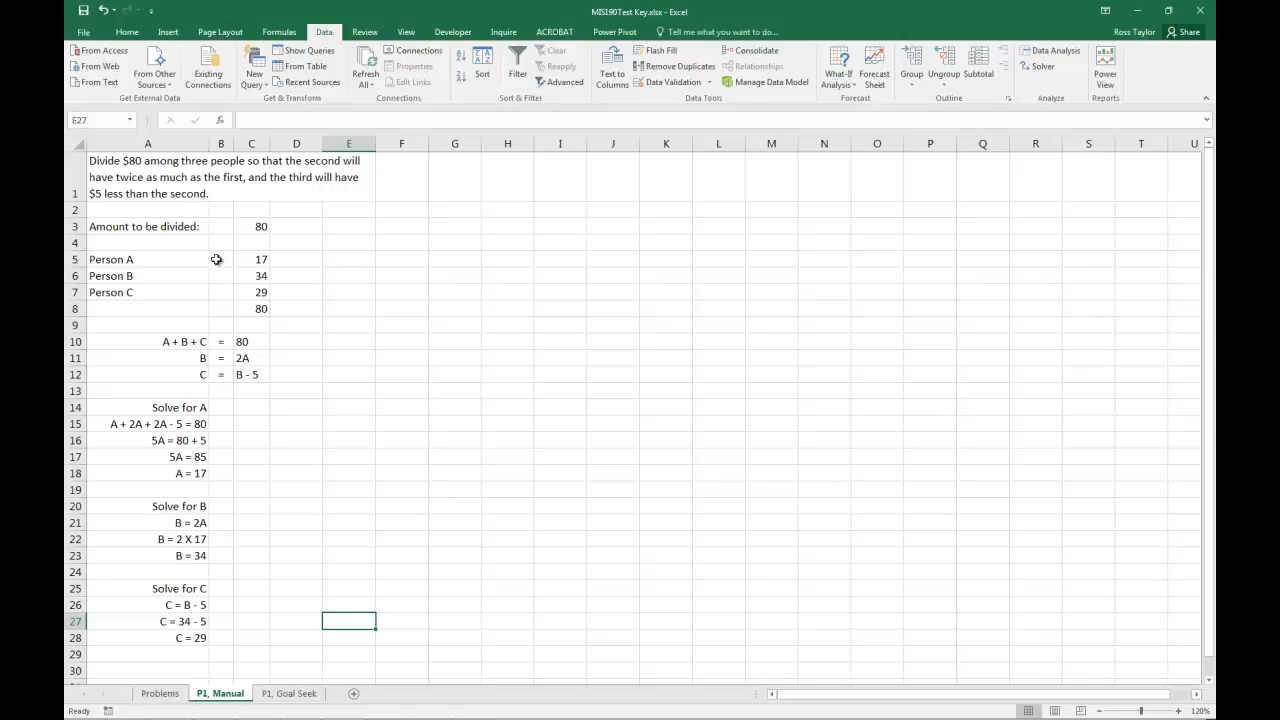 MIS190Test Key.xlsx - Excel
File Home Insert Page Layout Formulas Data Review View Developer Inquire ACROBAT Power Pivot Tell me what you want to do... Ross Taylor Share
From Access
From Web
From Text
From Other Sources
Existing Connections
Get External Data
New Query
Show Queries
From Table
Recent Sources
Get & Transform
Refresh All
Connections
Properties
Edit Links
Connections
Sort
Filter
Clear
Reapply
Advanced
Sort & Filter
Text to Columns
Flash Fill
Remove Duplicates
Data Validation
Consolidate
Relationships
Manage Data Model
Data Tools
What-If Analysis
Forecast Sheet
Forecast
Group
Ungroup
Subtotal
Outline
Data Analysis
Solver
Analyze
Power View
Reports
E27 fx
A B C D E F G H I J K L M N O P Q R S T U
Divide $80 among three people so that the second will
have twice as much as the first, and the third will have
1 $5 less than the second.
2
3 Amount to be divided: 80
4
5 Person A 17
6 Person B 34
7 Person C 29
8 80
9
10 A + B + C = 80
11 B = 2A
12 C = B - 5
13
14 Solve for A
15 A + 2A + 2A - 5 = 80
16 5A = 80 + 5
17 5A = 85
18 A = 17
19
20 Solve for B
21 B = 2A
22 B = 2 X 17
23 B = 34
24
25 Solve for C
26 C = B - 5
27 C = 34 - 5
28 C = 29
29
30
Problems P1, Manual P1, Goal Seek
Ready 120%